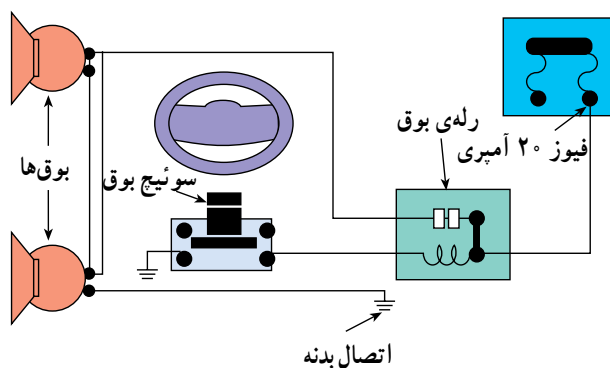 رله‌ی بوق
فیوز ۲۰ آمپری
بوق‌ها
سوئیچ بوق
اتصال بدنه